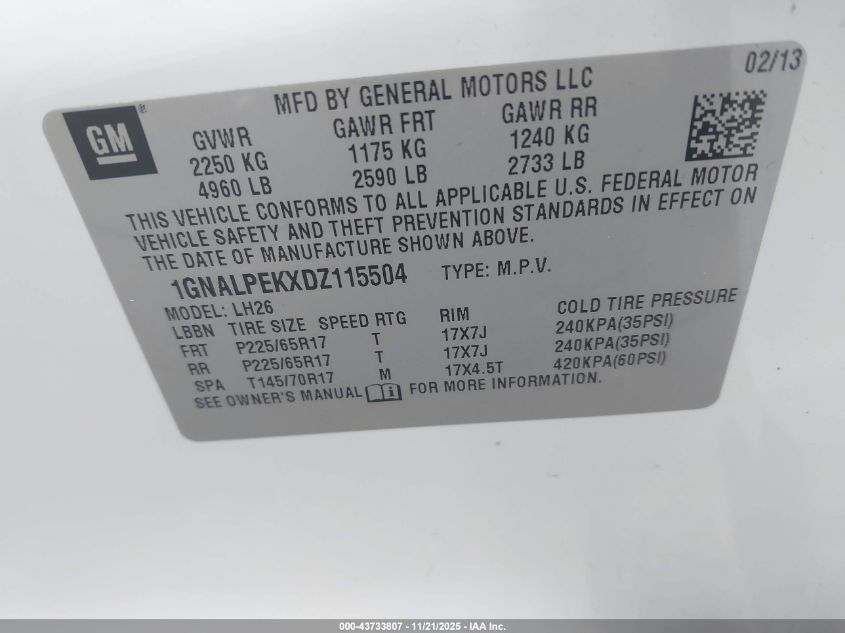 02/13
MFD BY GENERAL MOTORS LLC
GM®
GVWR GAWR FRT GAWR RR
2250 KG 1175 KG 1240 KG
4960 LB 2590 LB 2733 LB
THIS VEHICLE CONFORMS TO ALL APPLICABLE U.S. FEDERAL MOTOR
VEHICLE SAFETY AND THEFT PREVENTION STANDARDS IN EFFECT ON
THE DATE OF MANUFACTURE SHOWN ABOVE.
1GNALPEKXDZ115504 TYPE: M.P.V.
MODEL: LH26
LBBN TIRE SIZE SPEED RTG RIM COLD TIRE PRESSURE
FRT P225/65R17 T 17X7J 240KPA(35PSI)
RR P225/65R17 T 17X7J 240KPA(35PSI)
SPA T145/70R17 M 17X4.5T 420KPA(60PSI)
SEE OWNER'S MANUAL FOR MORE INFORMATION.
000-43733807 - 11/21/2025 - IAA Inc.